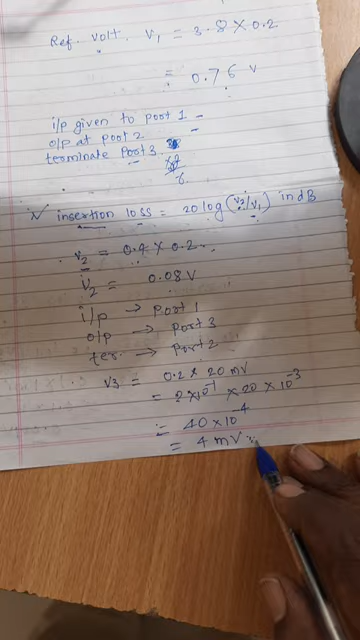 Ref. volt. V₁ = 3.8 × 0.2
= 0.76 V
i/p given to port 1 -
o/p at port 2 -
terminate port 3
✓ insertion loss = 20 log (V₂/V₁) in dB
V₂ = 0.4 × 0.2
V₂ = 0.08 V
i/p → port 1
o/p → port 3
ter. → port 2
V3 = 0.2 × 20 mV
= 2×10⁻¹ × 20 × 10⁻³
= 40 × 10⁻⁴
= 4 mV